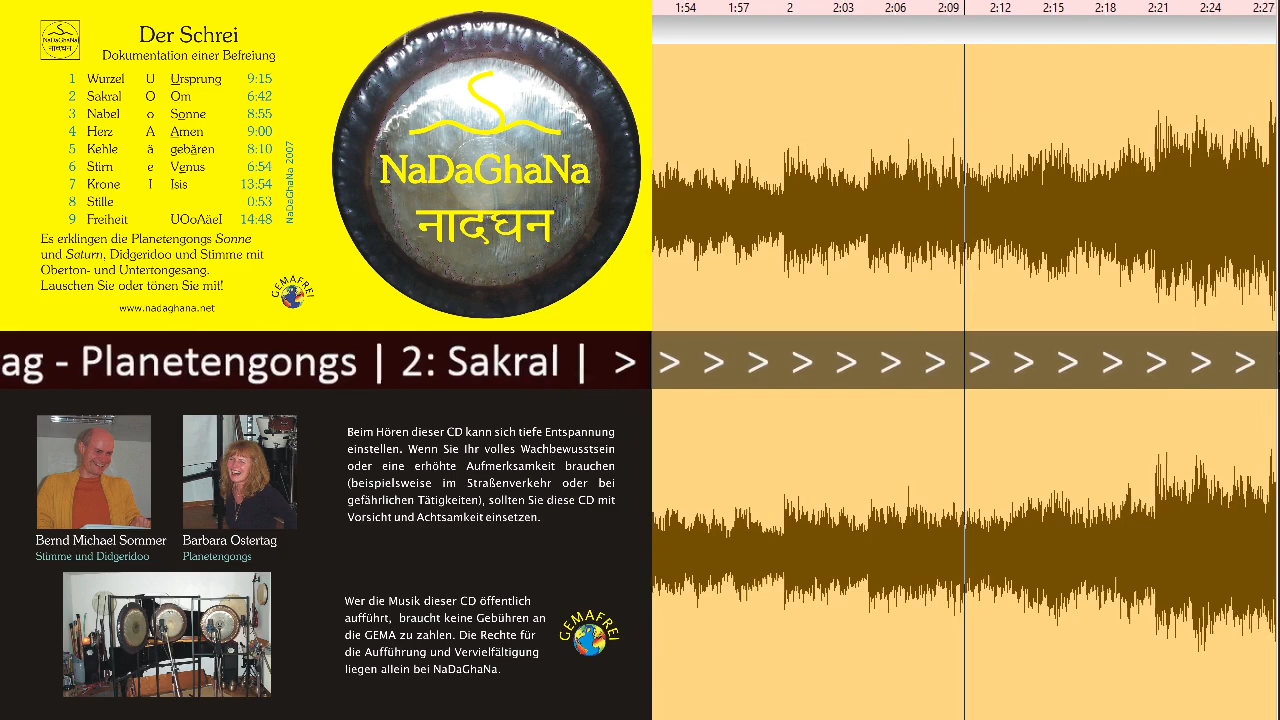 NaDaGhaNa
नादघन
Der Schrei
Dokumentation einer Befreiung
1 Wurzel U Ursprung 9:15
2 Sakral O Om 6:42
3 Nabel o Sonne 8:55
4 Herz A Amen 9:00
5 Kehle ä gebären 8:10
6 Stirn e Venus 6:54
7 Krone I Isis 13:54
8 Stille 0:53
9 Freiheit UOoAäeI 14:48
NaDaGhaNa 2007
Es erklingen die Planetengongs Sonne
und Saturn, Didgeridoo und Stimme mit
Oberton- und Untertongesang.
Lauschen Sie oder tönen Sie mit!
www.nadaghana.net
GEMAFREI
NaDaGhaNa
नादघन
1:54 1:57 2 2:03 2:06 2:09 2:12 2:15 2:18 2:21 2:24 2:27
ag - Planetengongs | 2: Sakral | > > > > > > > > > > > > > > >
Bernd Michael Sommer
Stimme und Didgeridoo
Barbara Ostertag
Planetengongs
Beim Hören dieser CD kann sich tiefe Entspannung
einstellen. Wenn Sie Ihr volles Wachbewusstsein
oder eine erhöhte Aufmerksamkeit brauchen
(beispielsweise im Straßenverkehr oder bei
gefährlichen Tätigkeiten), sollten Sie diese CD mit
Vorsicht und Achtsamkeit einsetzen.
Wer die Musik dieser CD öffentlich
aufführt, braucht keine Gebühren an
die GEMA zu zahlen. Die Rechte für
die Aufführung und Vervielfältigung
liegen allein bei NaDaGhaNa.
GEMAFREI